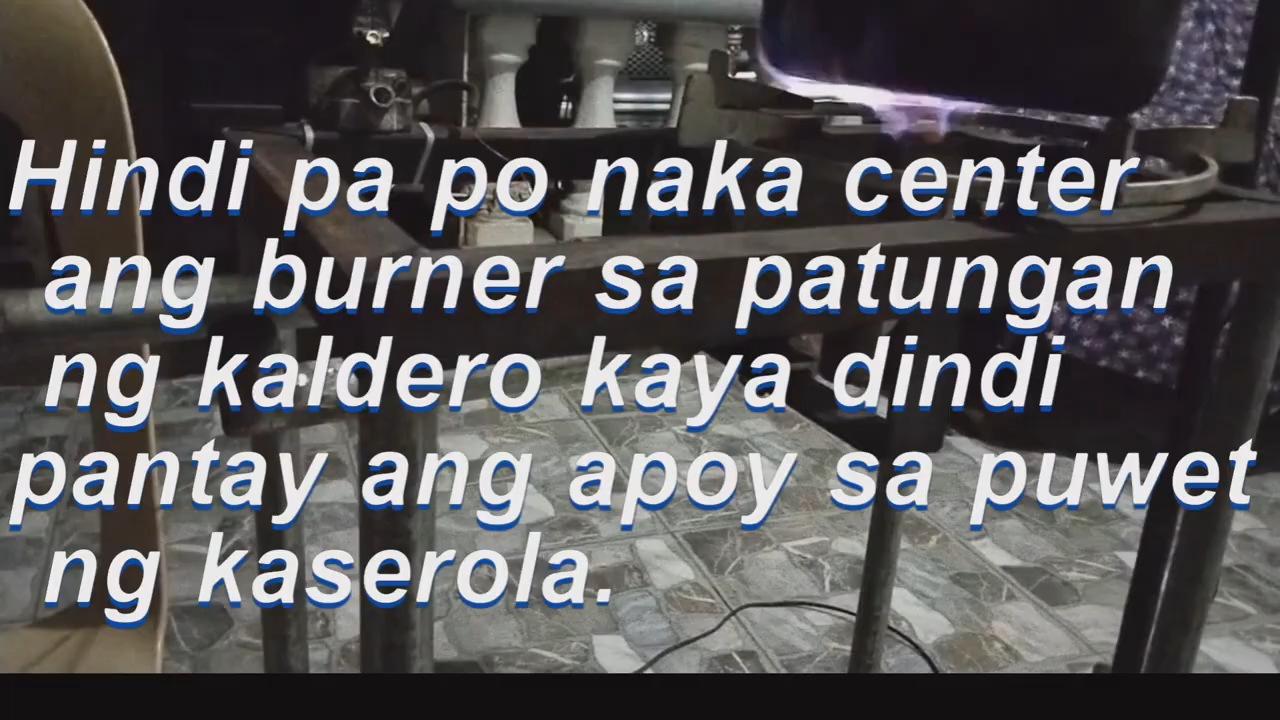 Hindi pa po naka center
ang burner sa patungan
ng kaldero kaya dindi
pantay ang apoy sa puwet
ng kaserola.